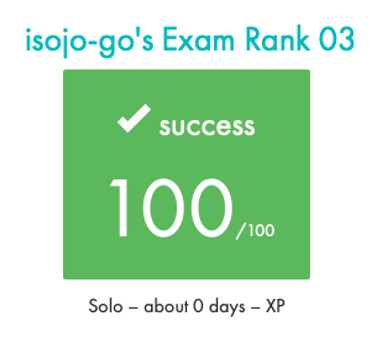 isojo-go's Exam Rank 03
success
100/100
Solo – about 0 days – XP